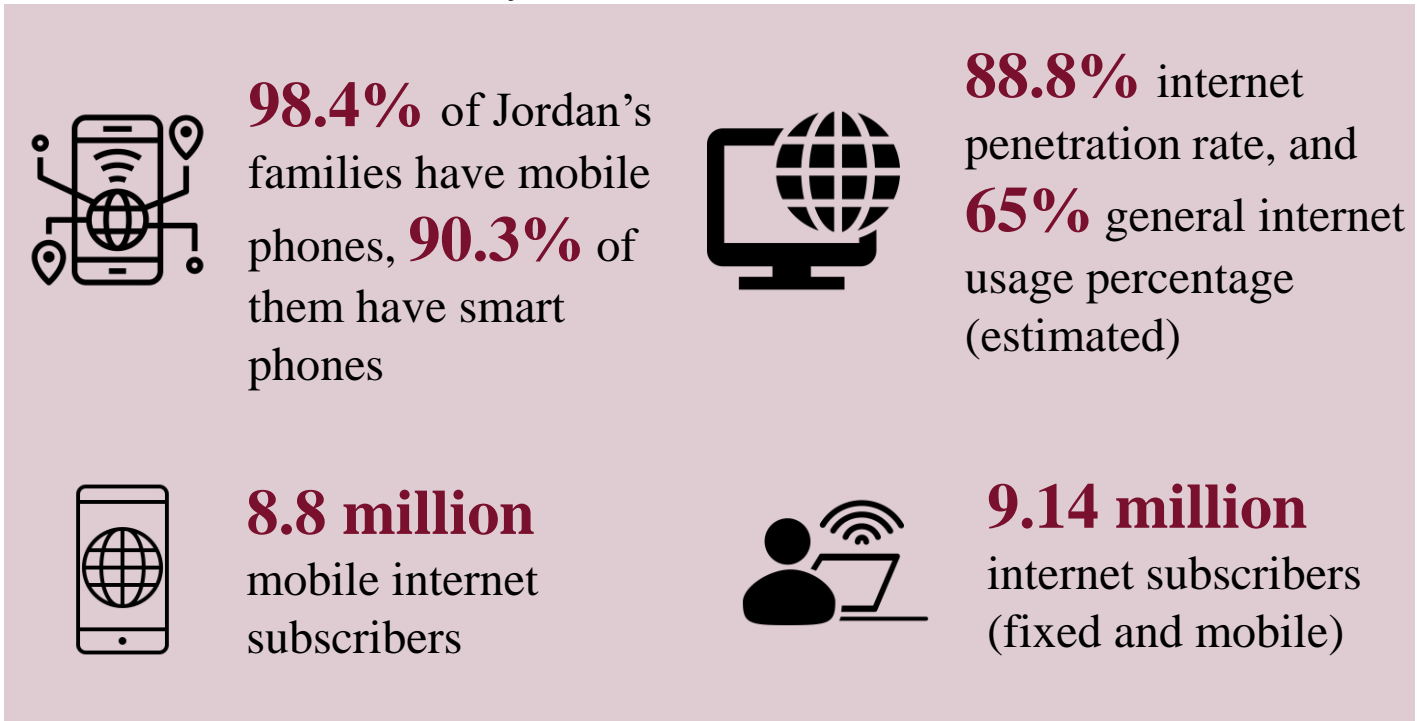 98.4% of Jordan’s
families have mobile
phones, 90.3% of
them have smart
phones
88.8% internet
penetration rate, and
65% general internet
usage percentage
(estimated)
8.8 million
mobile internet
subscribers
9.14 million
internet subscribers
(fixed and mobile)